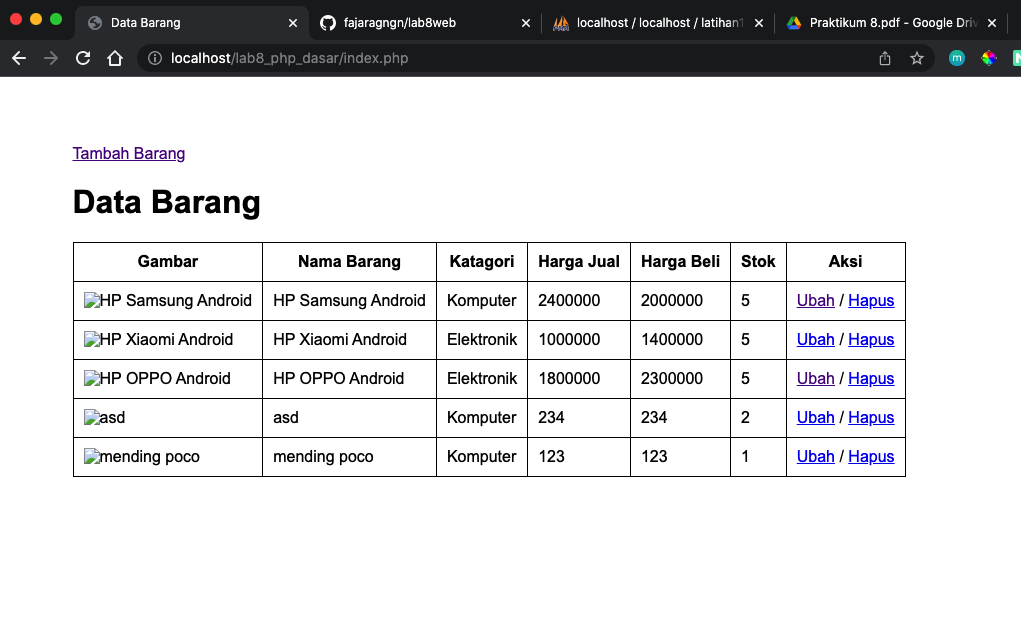 Data Barang
fajaragngn/lab8web
localhost / localhost / latihan1
Praktikum 8.pdf - Google Driv
localhost/lab8_php_dasar/index.php
m
Tambah Barang
Data Barang
Gambar Nama Barang Katagori Harga Jual Harga Beli Stok Aksi
HP Samsung Android HP Samsung Android Komputer 2400000 2000000 5 Ubah / Hapus
HP Xiaomi Android HP Xiaomi Android Elektronik 1000000 1400000 5 Ubah / Hapus
HP OPPO Android HP OPPO Android Elektronik 1800000 2300000 5 Ubah / Hapus
asd asd Komputer 234 234 2 Ubah / Hapus
mending poco mending poco Komputer 123 123 1 Ubah / Hapus